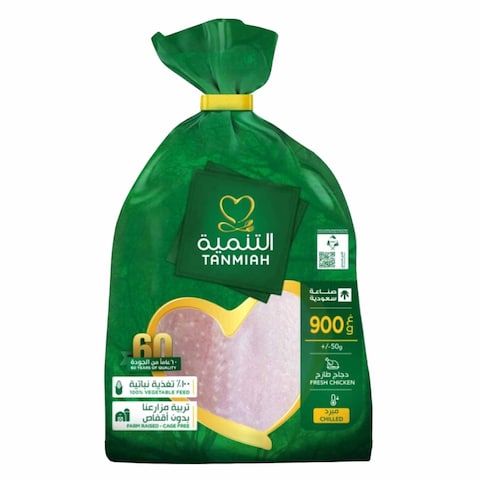 التنمية
TANMIAH
صناعة
سعودية
900 غ
+/-50g
دجاج طازج
FRESH CHICKEN
مبرد
CHILLED
60
٦٠ عاماً من الجودة
60 YEARS OF QUALITY
١٠٠٪ تغذية نباتية
100% VEGETABLE FEED
تربية مزارعنا
بدون أقفاص
FARM RAISED - CAGE FREE